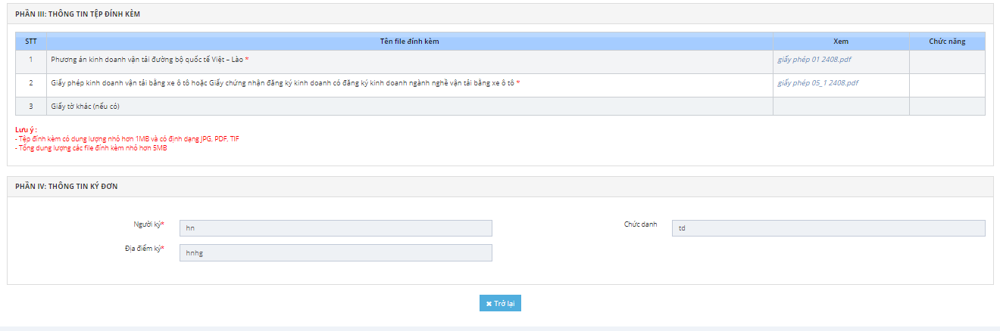 PHẦN III: THÔNG TIN TỆP ĐÍNH KÈM
STT Tên file đính kèm Xem Chức năng
1 Phương án kinh doanh vận tải đường bộ quốc tế Việt – Lào * giấy phép 01 2408.pdf
2 Giấy phép kinh doanh vận tải bằng xe ô tô hoặc Giấy chứng nhận đăng ký kinh doanh có đăng ký kinh doanh ngành nghề vận tải bằng xe ô tô * giấy phép 05_1 2408.pdf
3 Giấy tờ khác (nếu có)
Lưu ý :
- Tệp đính kèm có dung lượng nhỏ hơn 1MB và có định dạng JPG, PDF, TIF
- Tổng dung lượng các file đính kèm nhỏ hơn 5MB
PHẦN IV: THÔNG TIN KÝ ĐƠN
Người ký* hn Chức danh td
Địa điểm ký* hnhg
✖ Trở lại